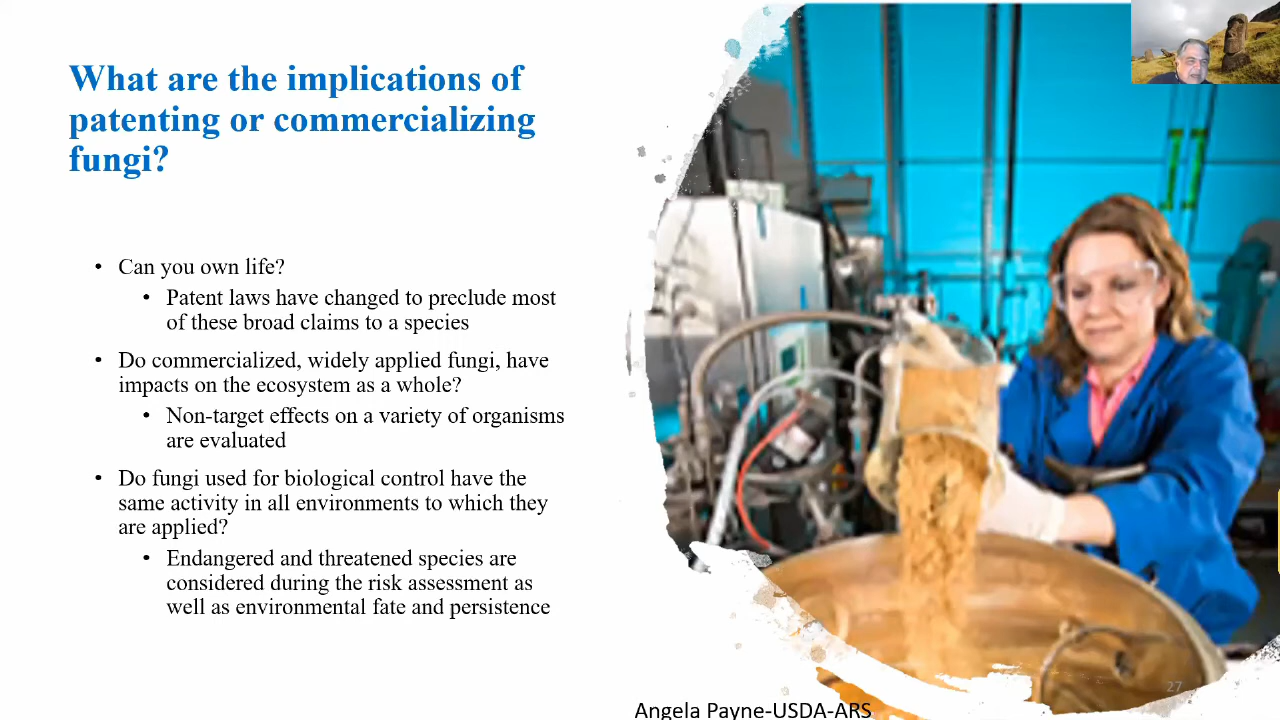 What are the implications of
patenting or commercializing
fungi?
• Can you own life?
• Patent laws have changed to preclude most
of these broad claims to a species
• Do commercialized, widely applied fungi, have
impacts on the ecosystem as a whole?
• Non-target effects on a variety of organisms
are evaluated
• Do fungi used for biological control have the
same activity in all environments to which they
are applied?
• Endangered and threatened species are
considered during the risk assessment as
well as environmental fate and persistence
27
Angela Payne-USDA-ARS